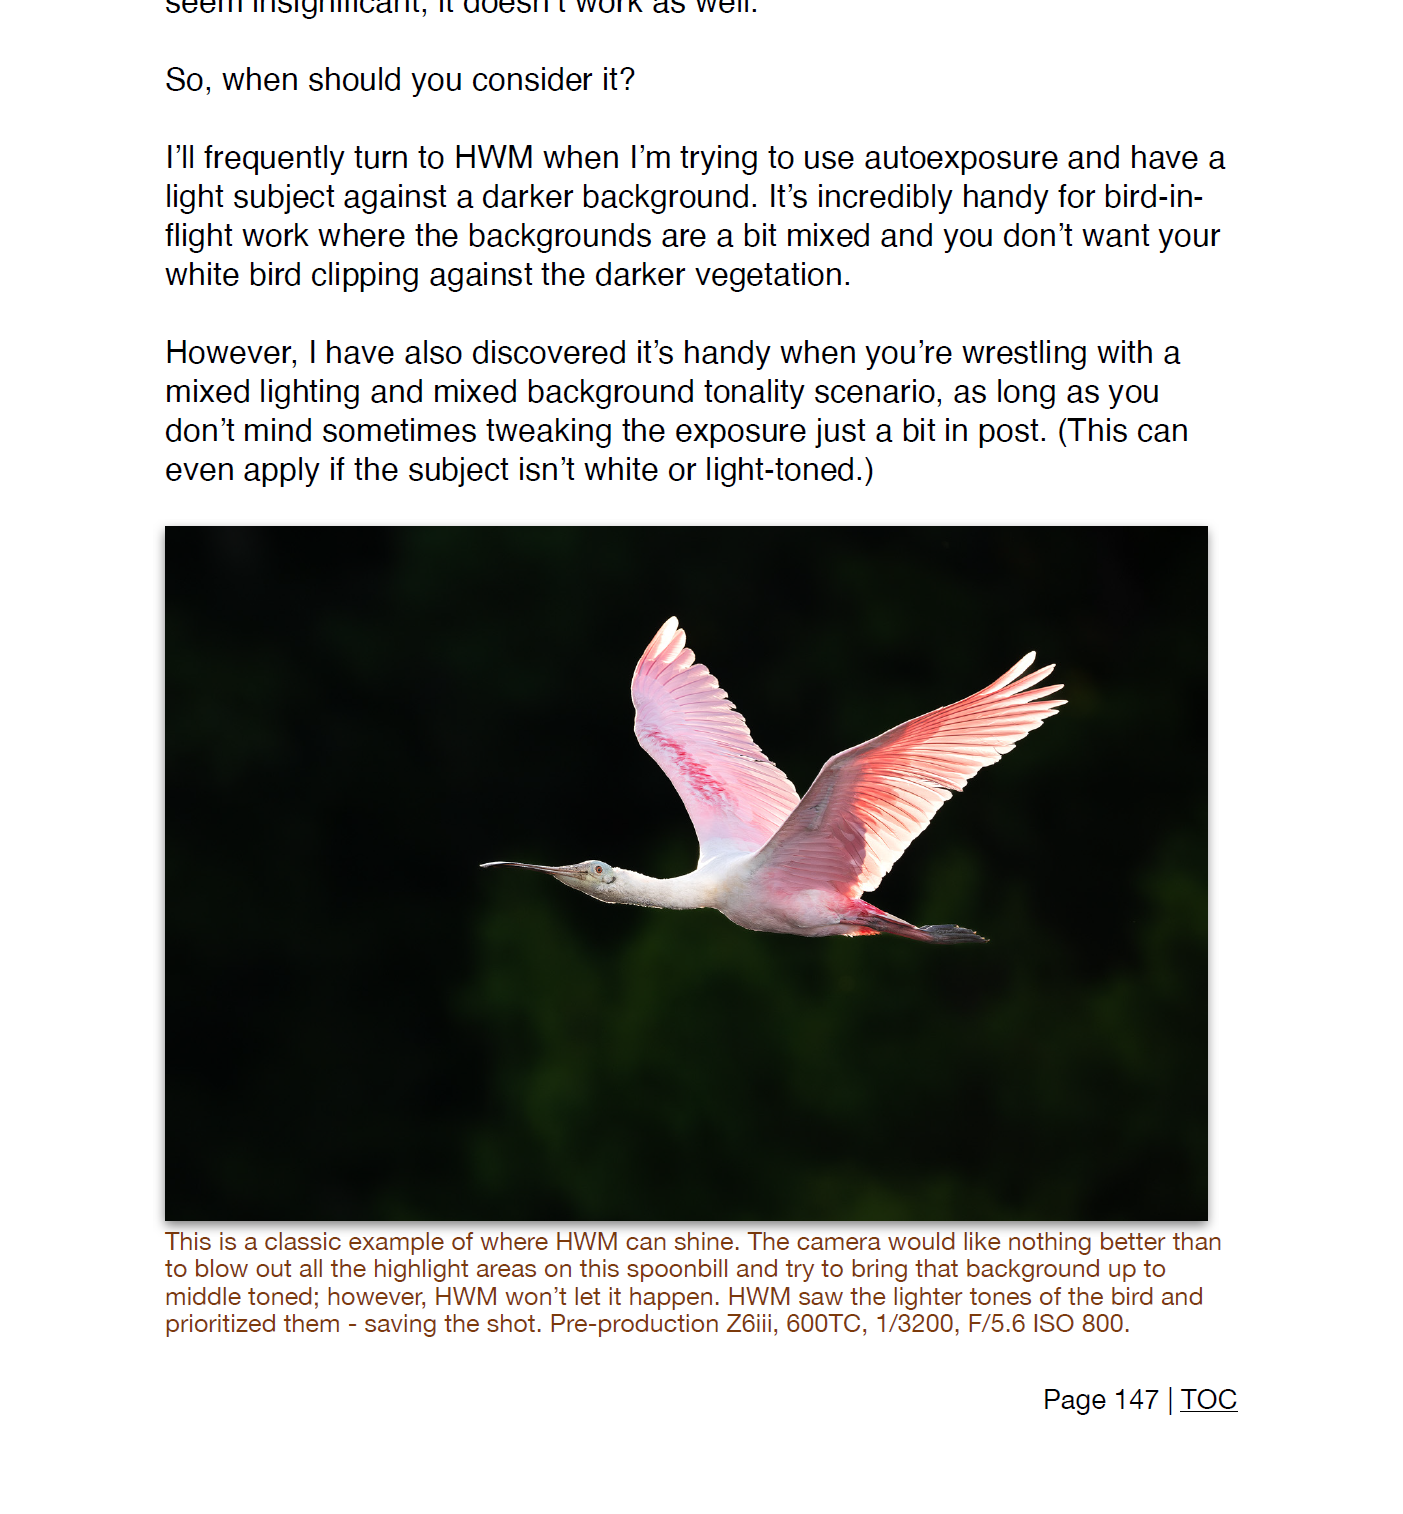 seem insignificant, it doesn't work as well.
So, when should you consider it?
I'll frequently turn to HWM when I'm trying to use autoexposure and have a
light subject against a darker background. It's incredibly handy for bird-in-
flight work where the backgrounds are a bit mixed and you don't want your
white bird clipping against the darker vegetation.
However, I have also discovered it's handy when you're wrestling with a
mixed lighting and mixed background tonality scenario, as long as you
don't mind sometimes tweaking the exposure just a bit in post. (This can
even apply if the subject isn't white or light-toned.)
This is a classic example of where HWM can shine. The camera would like nothing better than
to blow out all the highlight areas on this spoonbill and try to bring that background up to
middle toned; however, HWM won't let it happen. HWM saw the lighter tones of the bird and
prioritized them - saving the shot. Pre-production Z6iii, 600TC, 1/3200, F/5.6 ISO 800.
Page 147 | TOC